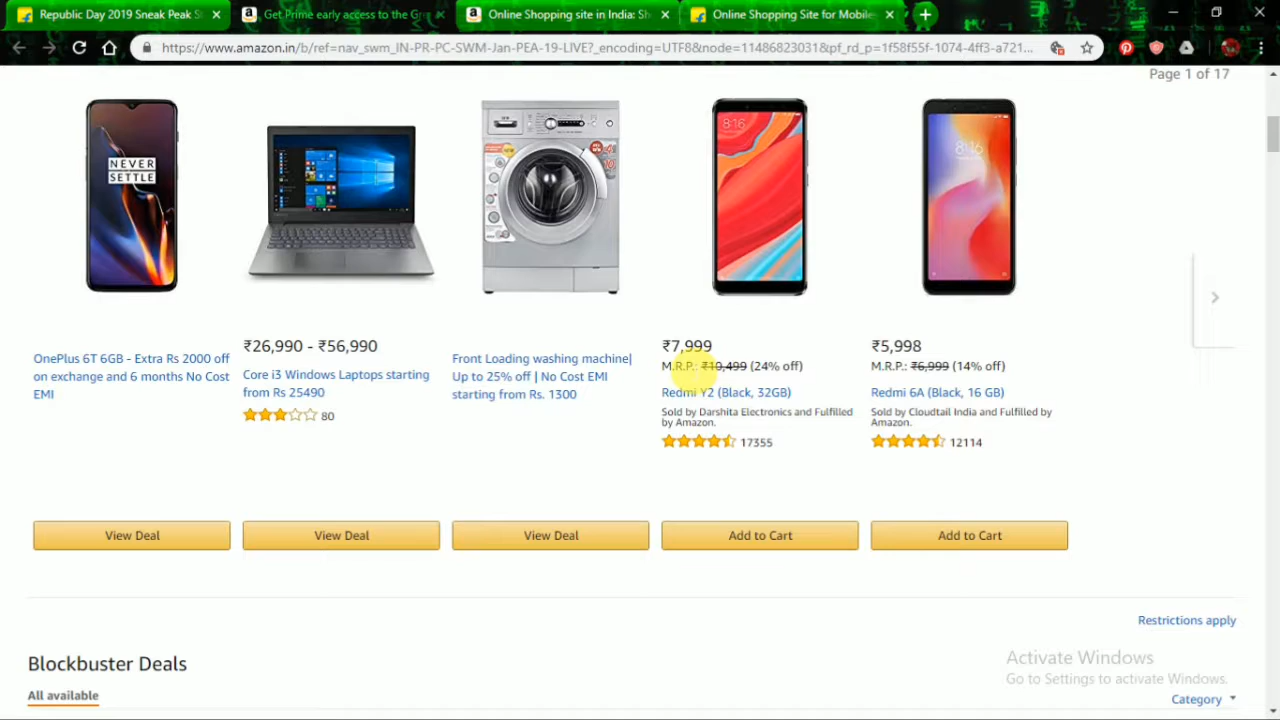 Republic Day 2019 Sneak Peak S
Get Prime early access to the Gr
Online Shopping site in India: Sh
Online Shopping Site for Mobile
https://www.amazon.in/b/ref=nav_swm_IN-PR-PC-SWM-Jan-PEA-19-LIVE?_encoding=UTF8&node=114868230031&pf_rd_p=1f58f55f-1074-4ff3-a721...
Page 1 of 17
NEVER
SETTLE
8:16
8:16
OnePlus 6T 6GB - Extra Rs 2000 off
on exchange and 6 months No Cost
EMI
₹26,990 - ₹56,990
Core i3 Windows Laptops starting
from Rs 25490
80
Front Loading washing machine|
Up to 25% off | No Cost EMI
starting from Rs. 1300
₹7,999
M.R.P.: ₹10,499 (24% off)
Redmi Y2 (Black, 32GB)
Sold by Darshita Electronics and Fulfilled
by Amazon.
17355
₹5,998
M.R.P.: ₹6,999 (14% off)
Redmi 6A (Black, 16 GB)
Sold by Cloudtail India and Fulfilled by
Amazon.
12114
View Deal
View Deal
View Deal
Add to Cart
Add to Cart
Restrictions apply
Blockbuster Deals
All available
Activate Windows
Go to Settings to activate Windows.
Category